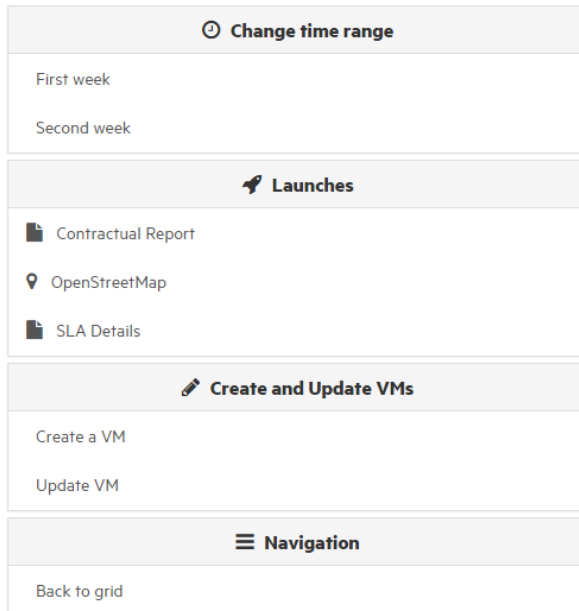 Change time range
First week
Second week
Launches
Contractual Report
OpenStreetMap
SLA Details
Create and Update VMs
Create a VM
Update VM
Navigation
Back to grid